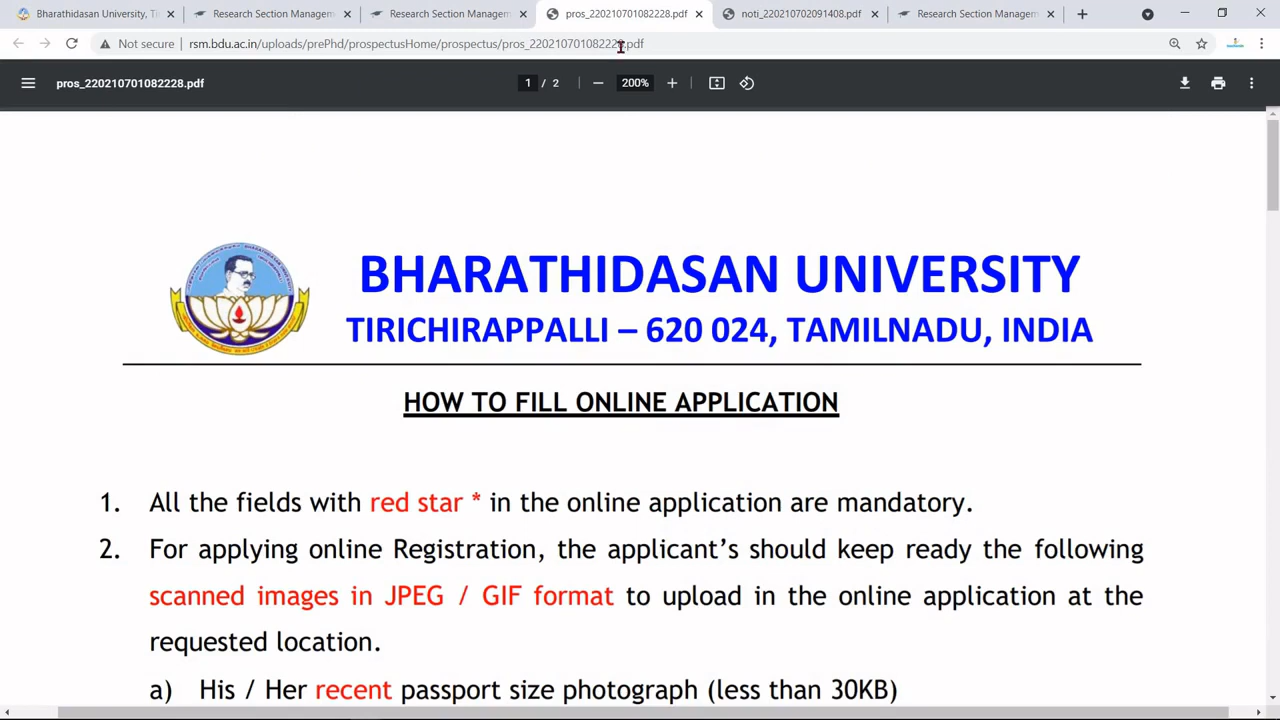 Bharathidasan University, Ti
Research Section Managem
Research Section Managem
pros_220210701082228.pdf
noti_220210702091408.pdf
Research Section Managem
Not secure
rsm.bdu.ac.in/uploads/prePhd/prospectusHome/prospectus/pros_220210701082228.pdf
pros_220210701082228.pdf
1 / 2
200%
BHARATHIDASAN UNIVERSITY
TIRICHIRAPPALLI – 620 024, TAMILNADU, INDIA
HOW TO FILL ONLINE APPLICATION
1. All the fields with red star * in the online application are mandatory.
2. For applying online Registration, the applicant’s should keep ready the following
scanned images in JPEG / GIF format to upload in the online application at the
requested location.
a) His / Her recent passport size photograph (less than 30KB)